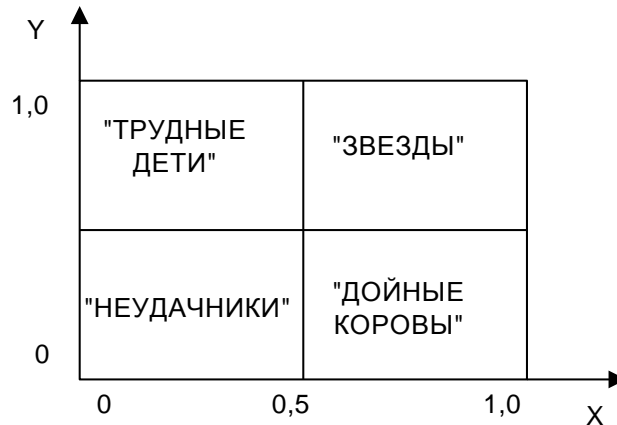 Y
1,0
"ТРУДНЫЕ
ДЕТИ"
"ЗВЕЗДЫ"
"НЕУДАЧНИКИ"
"ДОЙНЫЕ
КОРОВЫ"
0
0
0,5
1,0
X